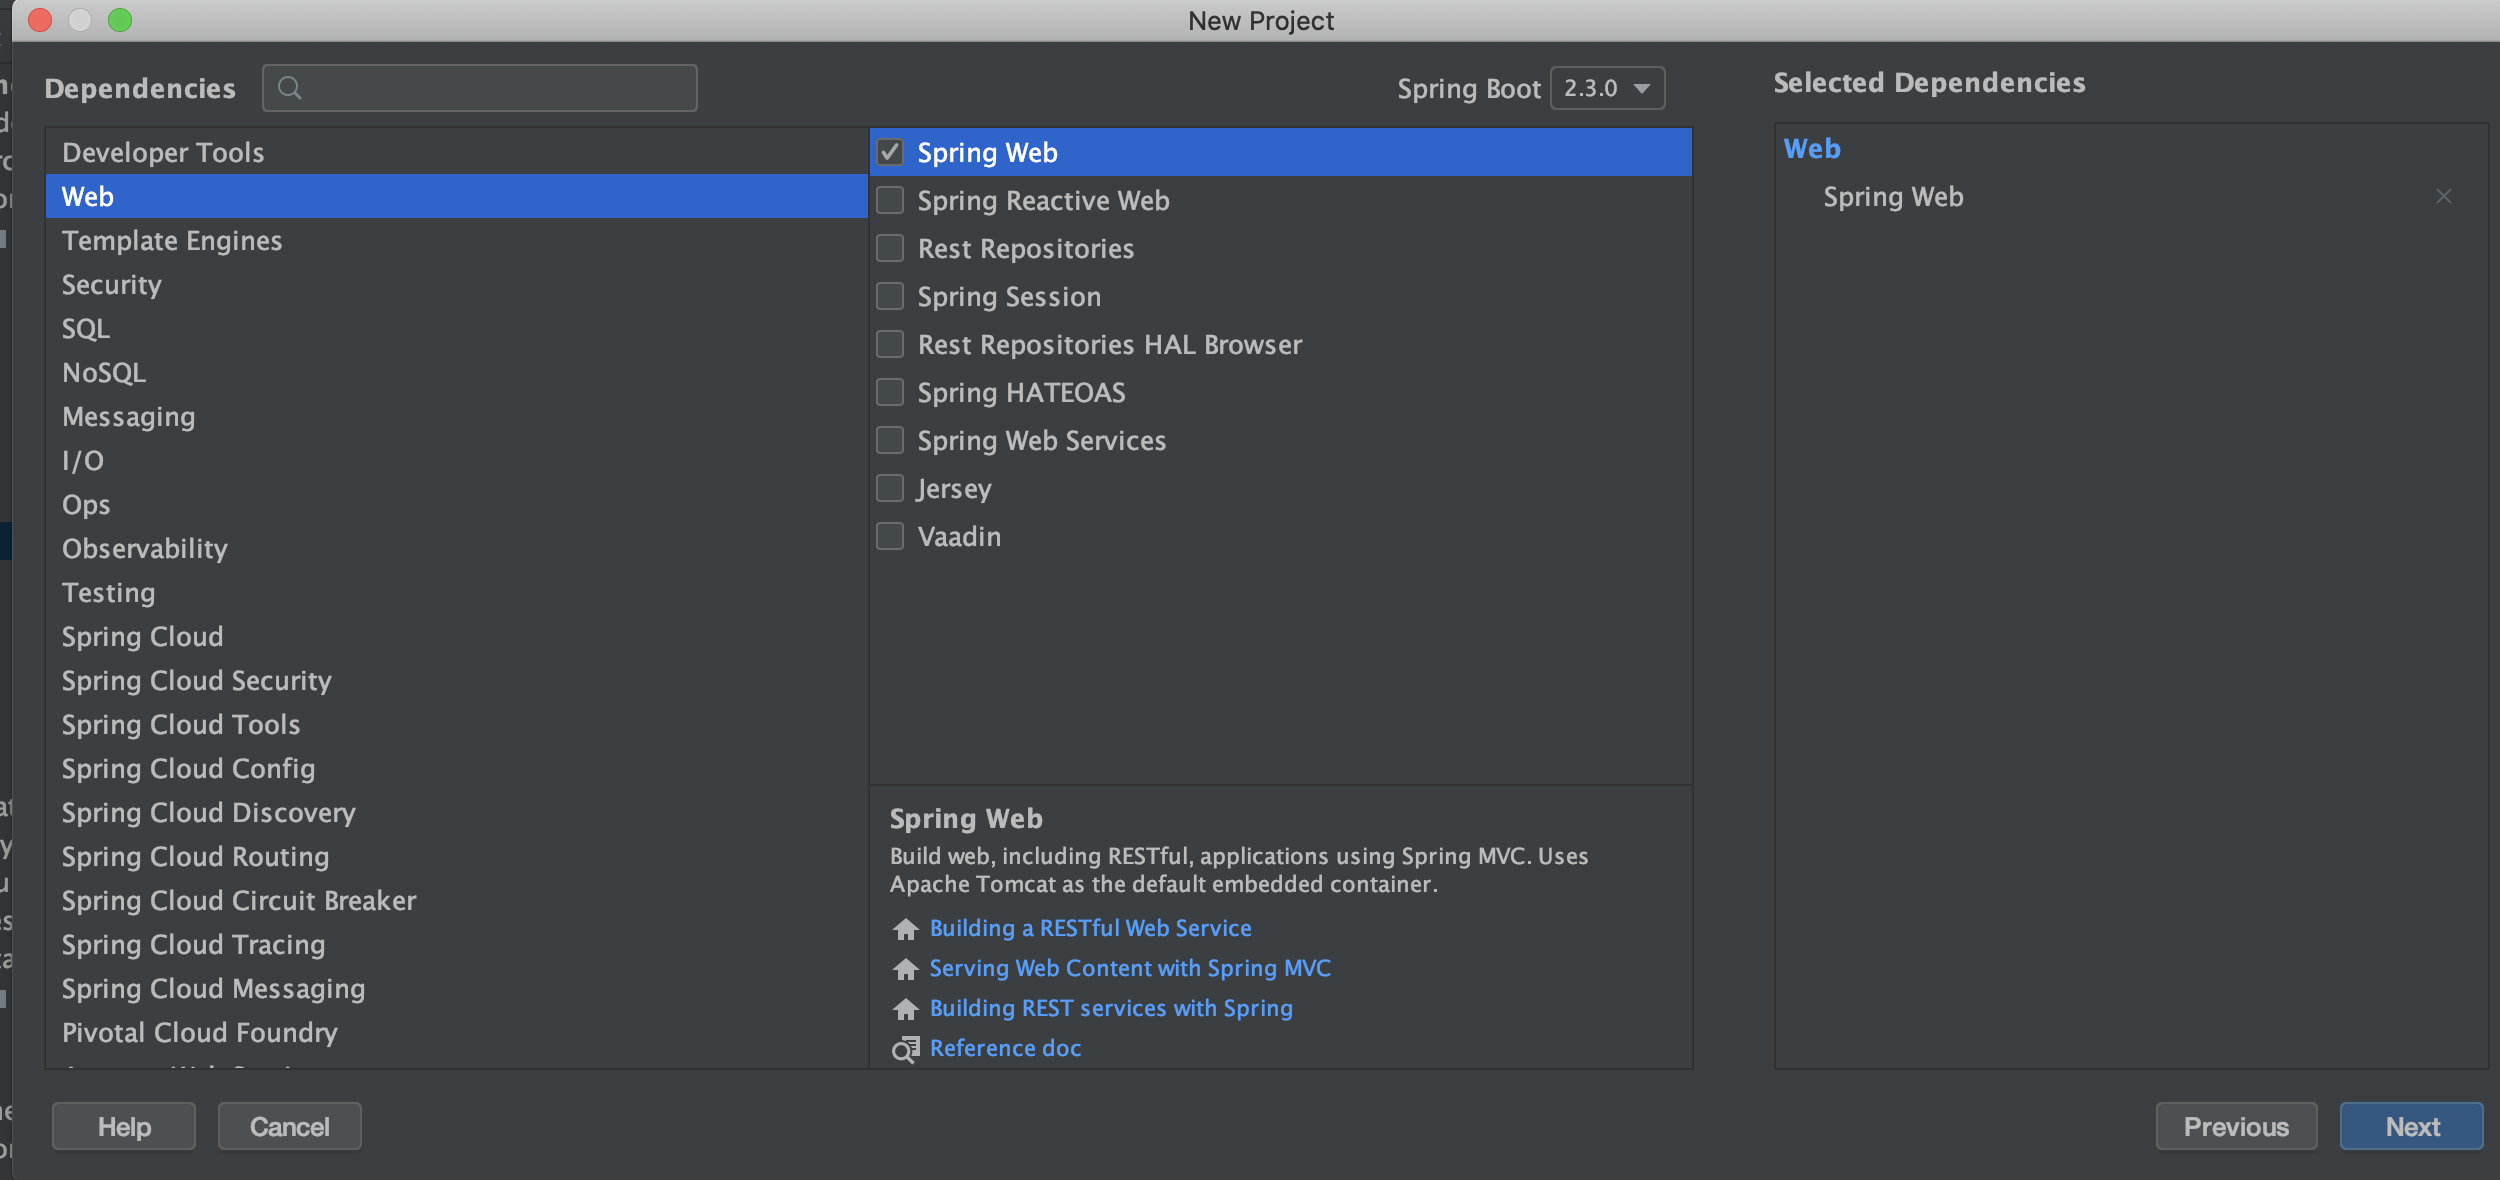 New Project
Dependencies
Spring Boot 2.3.0
Selected Dependencies
Developer Tools
Web
Template Engines
Security
SQL
NoSQL
Messaging
I/O
Ops
Observability
Testing
Spring Cloud
Spring Cloud Security
Spring Cloud Tools
Spring Cloud Config
Spring Cloud Discovery
Spring Cloud Routing
Spring Cloud Circuit Breaker
Spring Cloud Tracing
Spring Cloud Messaging
Pivotal Cloud Foundry
Spring Web
Spring Reactive Web
Rest Repositories
Spring Session
Rest Repositories HAL Browser
Spring HATEOAS
Spring Web Services
Jersey
Vaadin
Spring Web
Build web, including RESTful, applications using Spring MVC. Uses
Apache Tomcat as the default embedded container.
Building a RESTful Web Service
Serving Web Content with Spring MVC
Building REST services with Spring
Reference doc
Web
Spring Web
Help
Cancel
Previous
Next